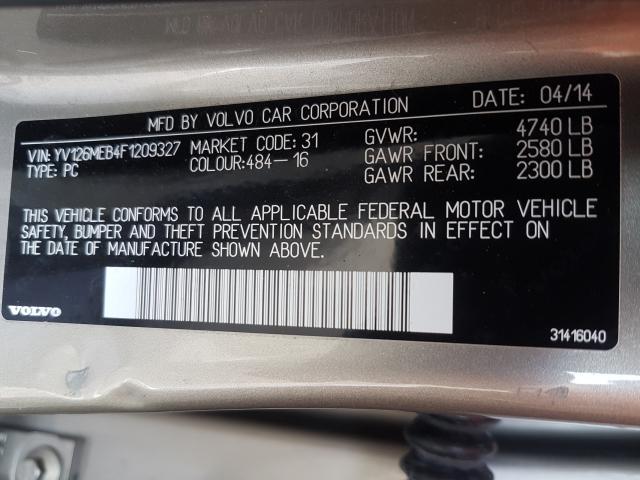 MFD BY VOLVO CAR CORPORATION DATE: 04/14
VIN: YV126MEB4F1209327 MARKET CODE: 31 GVWR: 4740 LB
TYPE: PC COLOUR:484-16 GAWR FRONT: 2580 LB
GAWR REAR: 2300 LB
THIS VEHICLE CONFORMS TO ALL APPLICABLE FEDERAL MOTOR VEHICLE
SAFETY, BUMPER AND THEFT PREVENTION STANDARDS IN EFFECT ON
THE DATE OF MANUFACTURE SHOWN ABOVE.
VOLVO 31416040